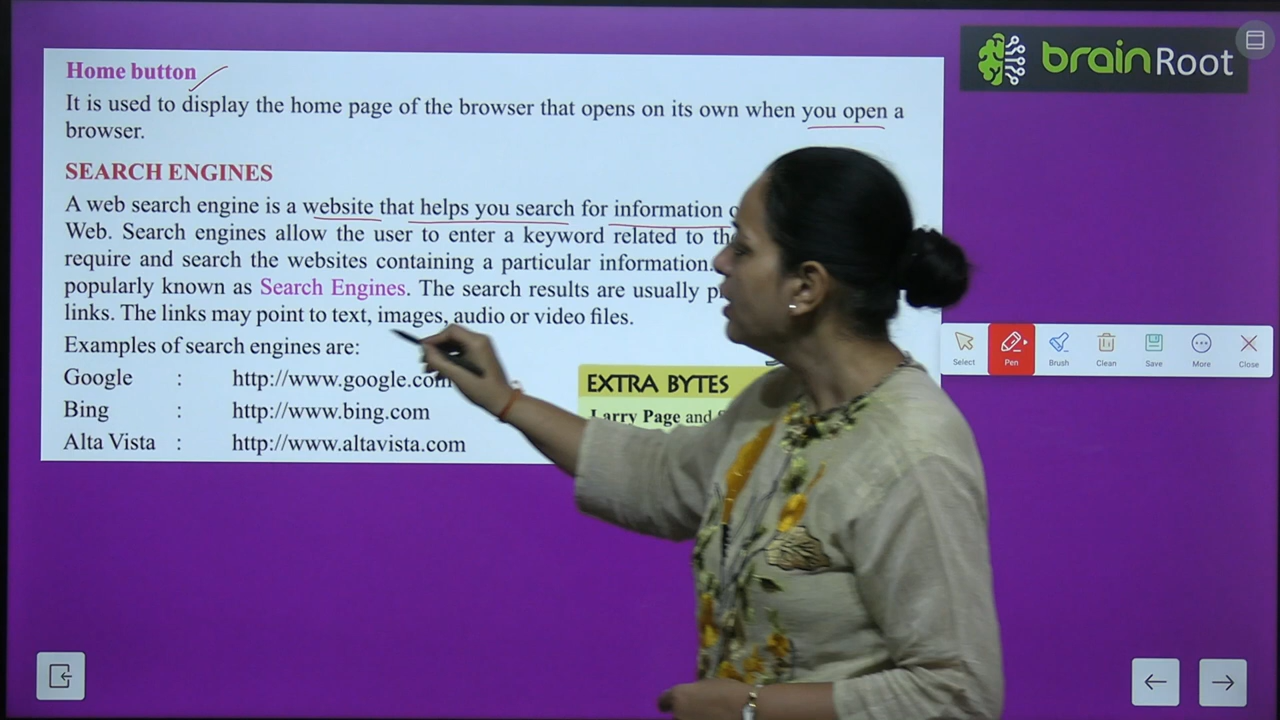 Home button
It is used to display the home page of the browser that opens on its own when you open a
browser.
SEARCH ENGINES
A web search engine is a website that helps you search for information
Web. Search engines allow the user to enter a keyword related to
require and search the websites containing a particular information.
popularly known as Search Engines. The search results are usually
links. The links may point to text, images, audio or video files.
Examples of search engines are:
Google : http://www.google.com
Bing : http://www.bing.com
Alta Vista : http://www.altavista.com
EXTRA BYTES
Larry Page and
brainRoot
Select
Pen
Brush
Clean
Save
More
Close